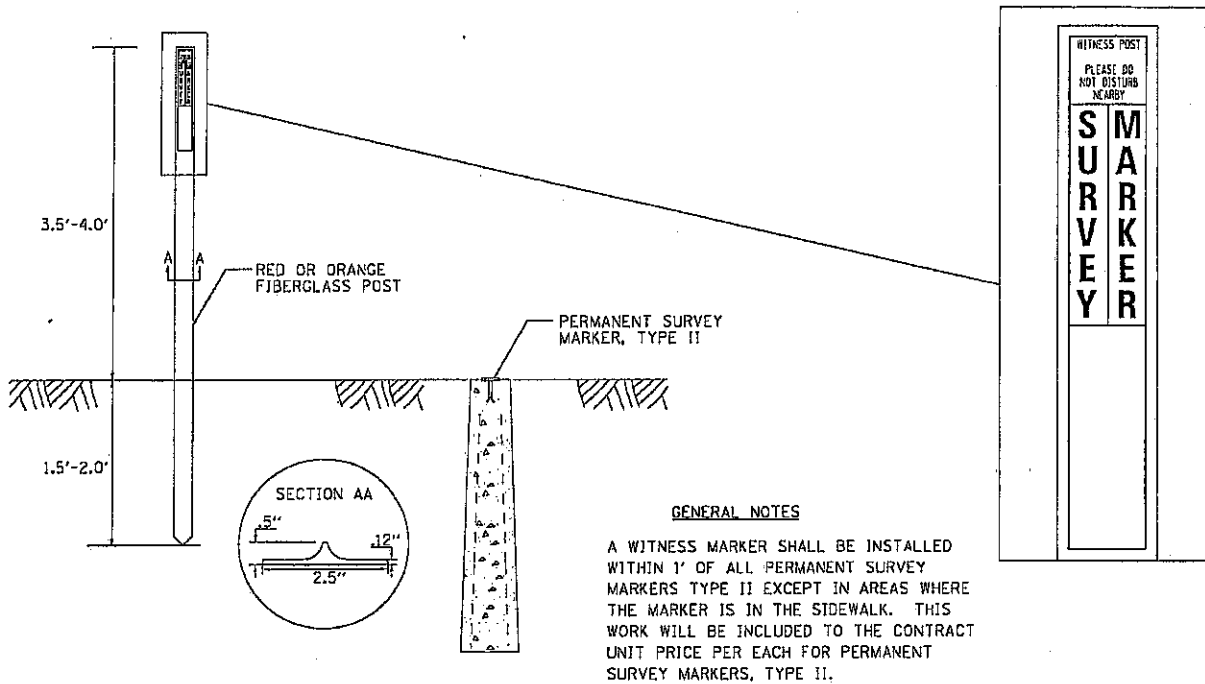 3.5'-4.0'
A A
RED OR ORANGE
FIBERGLASS POST
PERMANENT SURVEY
MARKER, TYPE II
1.5'-2.0'
SECTION AA
.5"
.12"
2.5"
WITNESS POST
PLEASE DO
NOT DISTURB
NEARBY
SURVEY
MARKER
GENERAL NOTES
A WITNESS MARKER SHALL BE INSTALLED
WITHIN 1' OF ALL PERMANENT SURVEY
MARKERS TYPE II EXCEPT IN AREAS WHERE
THE MARKER IS IN THE SIDEWALK. THIS
WORK WILL BE INCLUDED TO THE CONTRACT
UNIT PRICE PER EACH FOR PERMANENT
SURVEY MARKERS, TYPE II.